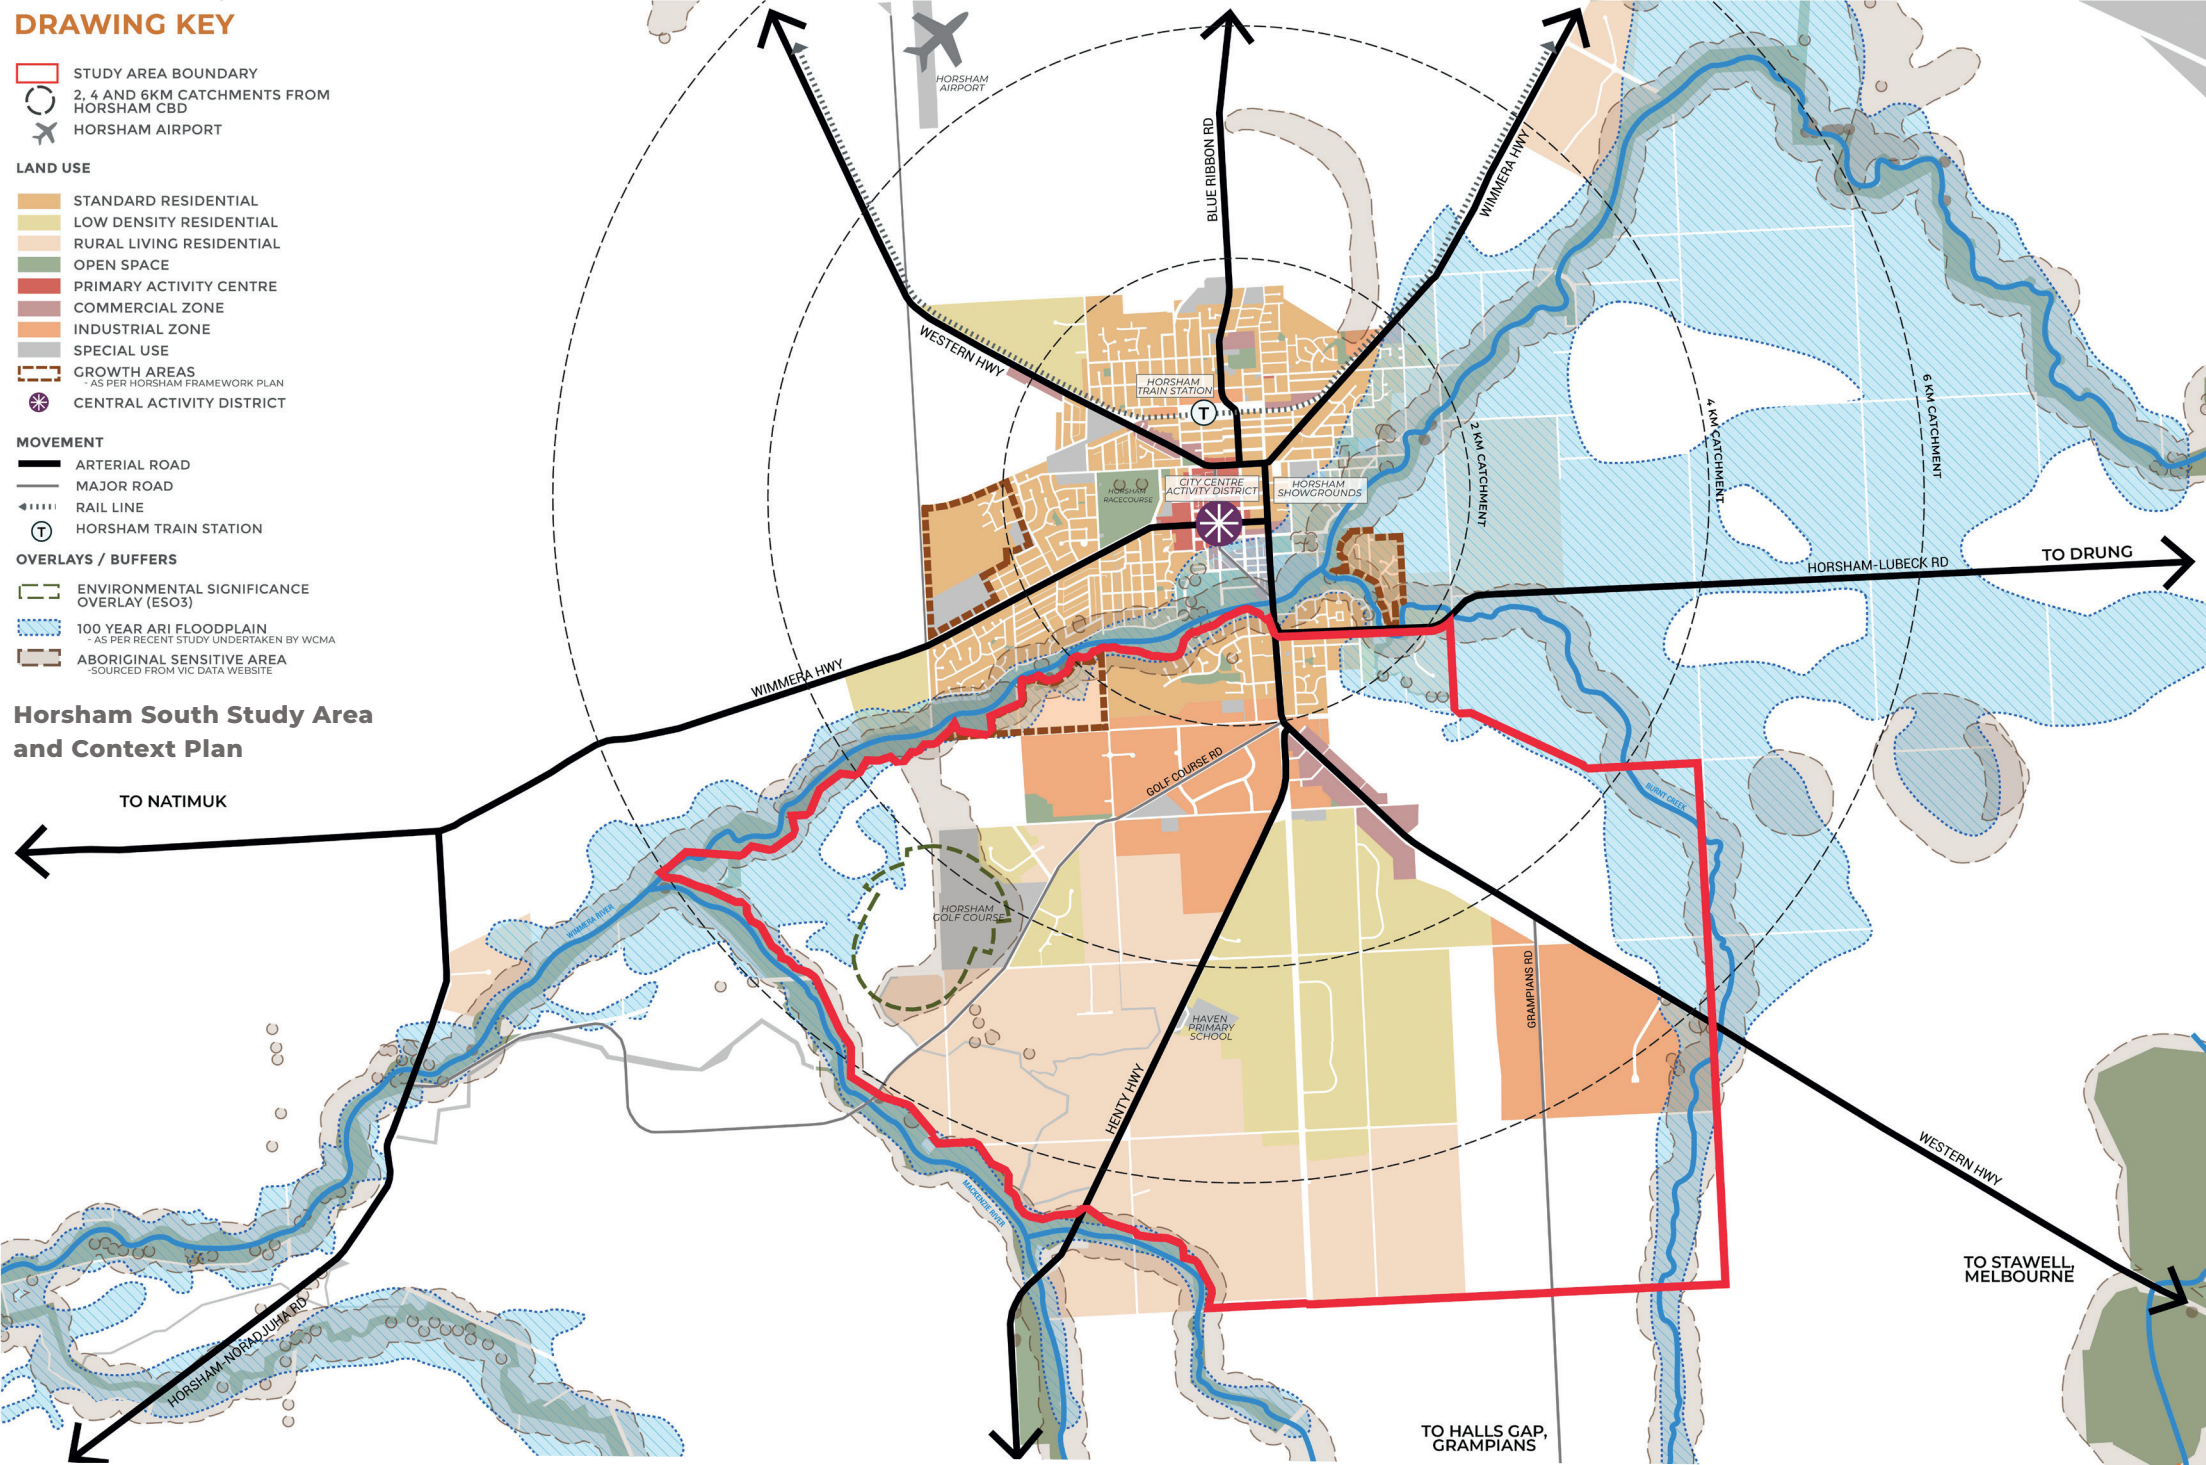 DRAWING KEY
STUDY AREA BOUNDARY
2, 4 AND 6KM CATCHMENTS FROM
HORSHAM CBD
HORSHAM AIRPORT
LAND USE
STANDARD RESIDENTIAL
LOW DENSITY RESIDENTIAL
RURAL LIVING RESIDENTIAL
OPEN SPACE
PRIMARY ACTIVITY CENTRE
COMMERCIAL ZONE
INDUSTRIAL ZONE
SPECIAL USE
GROWTH AREAS
- AS PER HORSHAM FRAMEWORK PLAN
CENTRAL ACTIVITY DISTRICT
MOVEMENT
ARTERIAL ROAD
MAJOR ROAD
RAIL LINE
T
HORSHAM TRAIN STATION
OVERLAYS / BUFFERS
ENVIRONMENTAL SIGNIFICANCE
OVERLAY (ESO3)
100 YEAR ARI FLOODPLAIN
- AS PER RECENT STUDY UNDERTAKEN BY WCMA
ABORIGINAL SENSITIVE AREA
-SOURCED FROM VIC DATA WEBSITE
Horsham South Study Area
and Context Plan
HORSHAM
AIRPORT
BLUE RIBBON RD
WIMMERA HWY
WESTERN HWY
HORSHAM
TRAIN STATION
T
2 KM CATCHMENT
4 KM CATCHMENT
6 KM CATCHMENT
HORSHAM
RACECOURSE
CITY CENTRE
ACTIVITY DISTRICT
HORSHAM
SHOWGROUNDS
HORSHAM-LUBECK RD
TO DRUNG
WIMMERA HWY
TO NATIMUK
GOLF COURSE RD
BURNT CREEK
WIMMERA RIVER
HORSHAM
GOLF COURSE
GRAMPIANS RD
HAVEN
PRIMARY
SCHOOL
HENTY HWY
MACKENZIE RIVER
WESTERN HWY
TO STAWELL,
MELBOURNE
HORSHAM-NORADJUHA RD
TO HALLS GAP,
GRAMPIANS